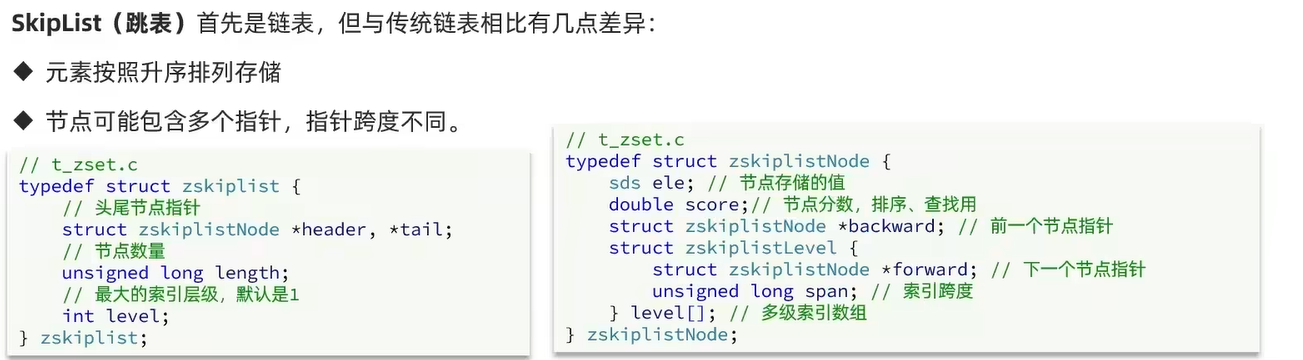 SkipList（跳表）首先是链表，但与传统链表相比有几点差异：
◆ 元素按照升序排列存储
◆ 节点可能包含多个指针，指针跨度不同。
// t_zset.c
typedef struct zskiplist {
    // 头尾节点指针
    struct zskiplistNode *header, *tail;
    // 节点数量
    unsigned long length;
    // 最大的索引层级，默认是1
    int level;
} zskiplist;
// t_zset.c
typedef struct zskiplistNode {
    sds ele; // 节点存储的值
    double score;// 节点分数，排序、查找用
    struct zskiplistNode *backward; // 前一个节点指针
    struct zskiplistLevel {
        struct zskiplistNode *forward; // 下一个节点指针
        unsigned long span; // 索引跨度
    } level[]; // 多级索引数组
} zskiplistNode;